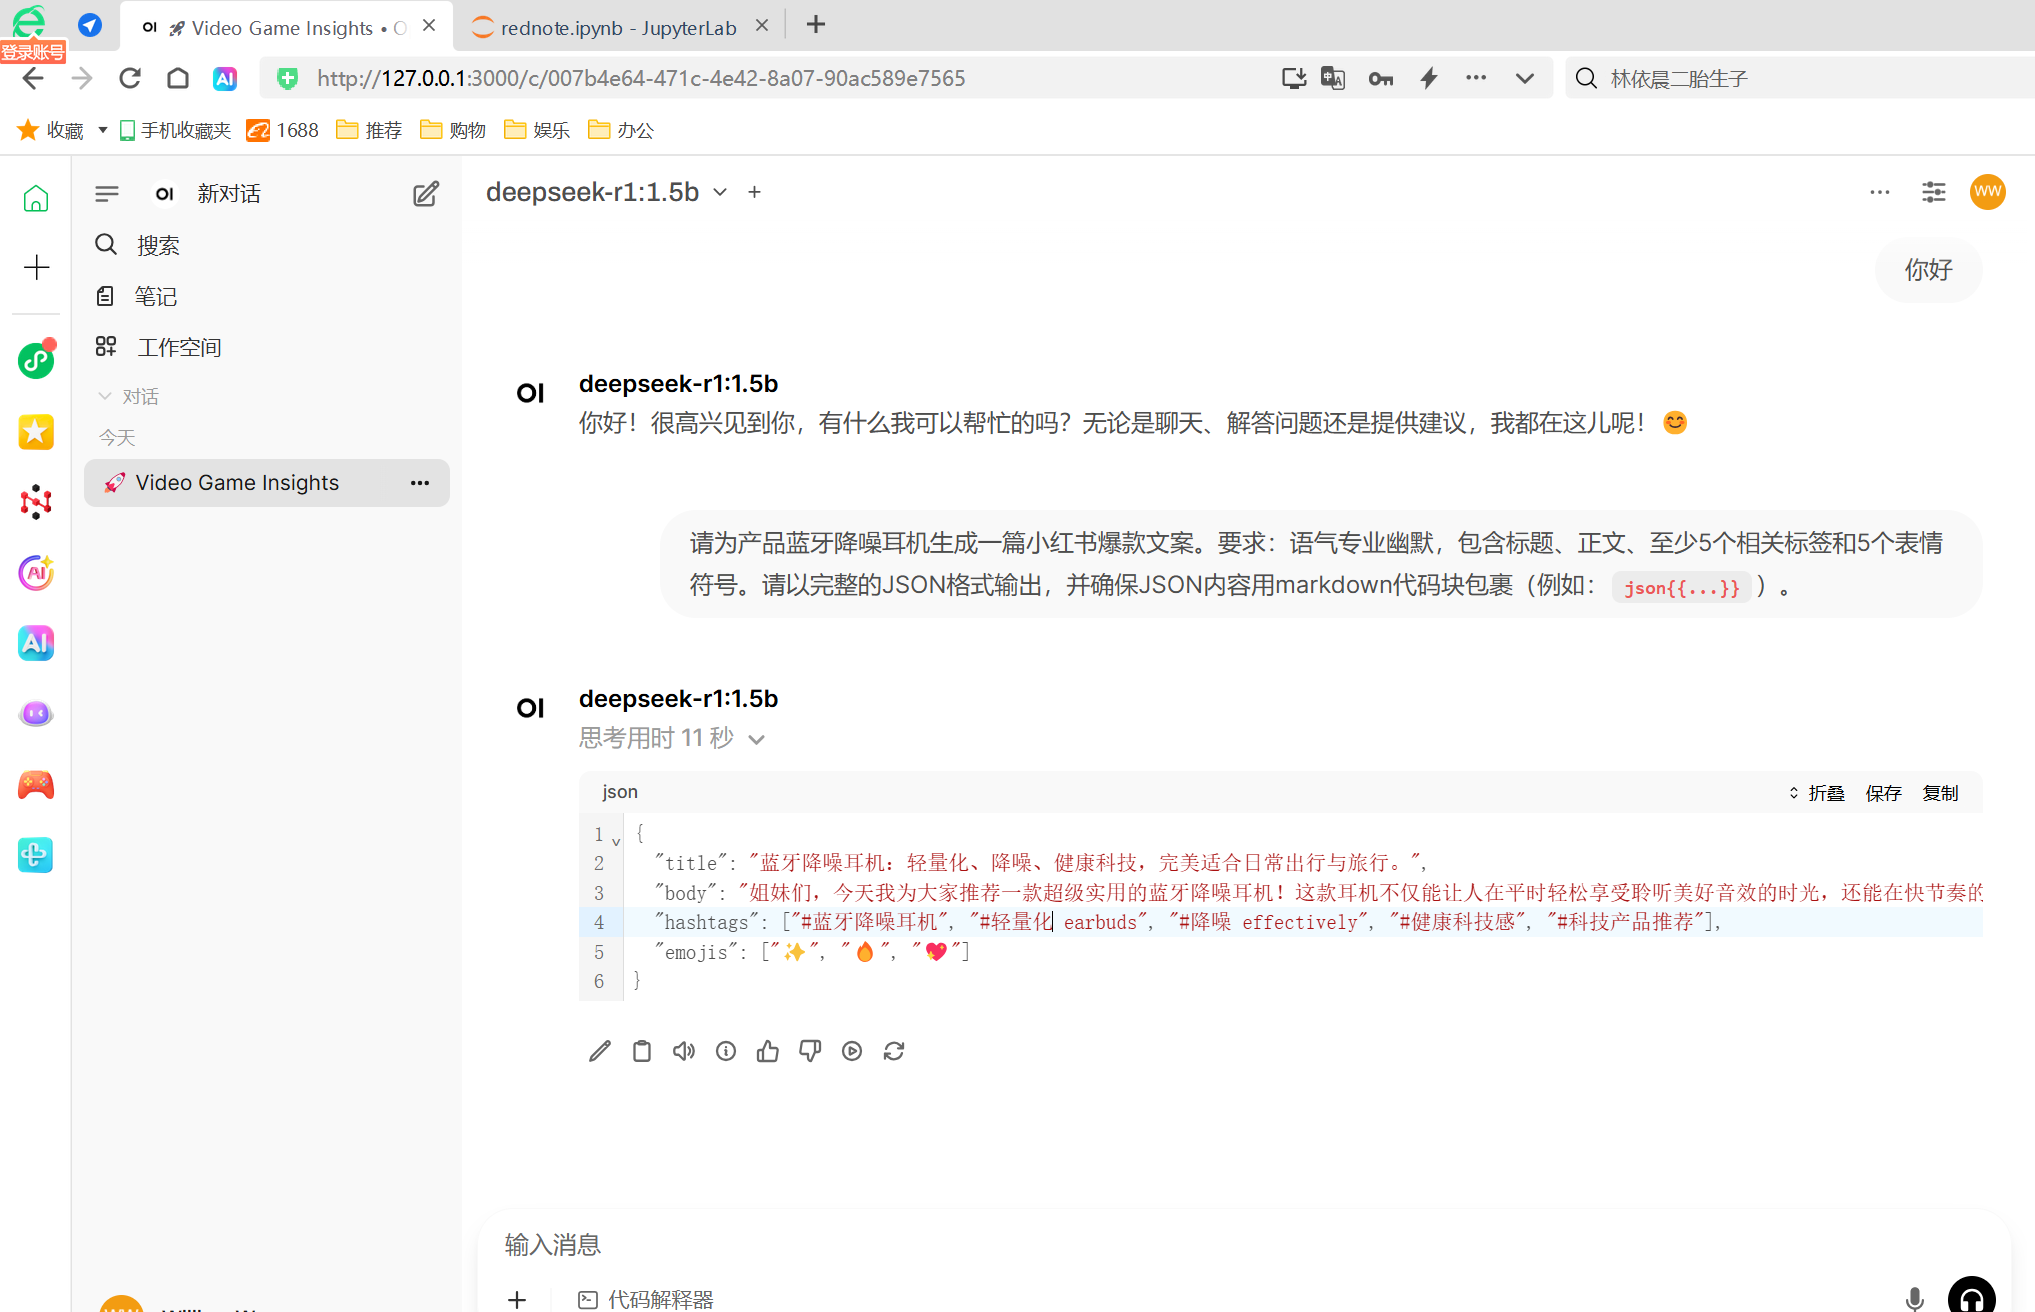 Video Game Insights • O
rednote.ipynb - JupyterLab
登录账号
http://127.0.0.1:3000/c/007b4e64-471c-4e42-8a07-90ac589e7565
林依晨二胎生子
收藏
手机收藏夹
1688
推荐
购物
娱乐
办公
OI 新对话
搜索
笔记
工作空间
对话
今天
Video Game Insights
deepseek-r1:1.5b
WW
你好
OI deepseek-r1:1.5b
你好！很高兴见到你，有什么我可以帮忙的吗？无论是聊天、解答问题还是提供建议，我都在这儿呢！😊
请为产品蓝牙降噪耳机生成一篇小红书爆款文案。要求：语气专业幽默，包含标题、正文、至少5个相关标签和5个表情
符号。请以完整的JSON格式输出，并确保JSON内容用markdown代码块包裹（例如： json{{...}} ）。
OI deepseek-r1:1.5b
思考用时 11 秒
json
折叠 保存 复制
1 {
2 "title": "蓝牙降噪耳机：轻量化、降噪、健康科技，完美适合日常出行与旅行。",
3 "body": "姐妹们，今天我为大家推荐一款超级实用的蓝牙降噪耳机！这款耳机不仅能让人在平时轻松享受聆听美好音效的时光，还能在快节奏的
4 "hashtags": ["#蓝牙降噪耳机", "#轻量化 earbuds", "#降噪 effectively", "#健康科技感", "#科技产品推荐"],
5 "emojis": ["✨", "🔥", "💖"]
6 }
输入消息
代码解释器